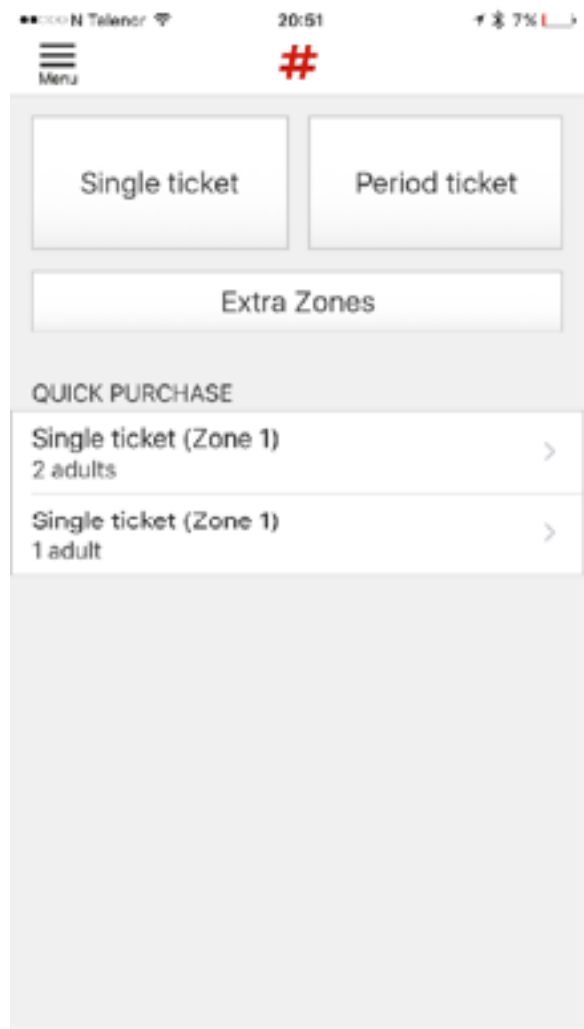 N Telenor 20:51 7%
Menu
#
Single ticket Period ticket
Extra Zones
QUICK PURCHASE
Single ticket (Zone 1)
2 adults
Single ticket (Zone 1)
1 adult